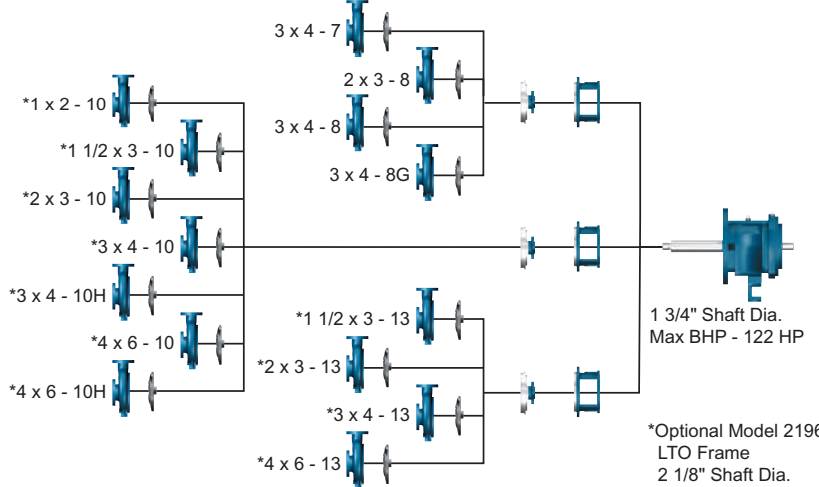 3 x 4 - 7
2 x 3 - 8
3 x 4 - 8
3 x 4 - 8G
*1 x 2 - 10
*1 1/2 x 3 - 10
*2 x 3 - 10
*3 x 4 - 10
*3 x 4 - 10H
*4 x 6 - 10
*4 x 6 - 10H
*1 1/2 x 3 - 13
*2 x 3 - 13
*3 x 4 - 13
*4 x 6 - 13
1 3/4" Shaft Dia.
Max BHP - 122 HP
*Optional Model 2196
LTO Frame
2 1/8" Shaft Dia.